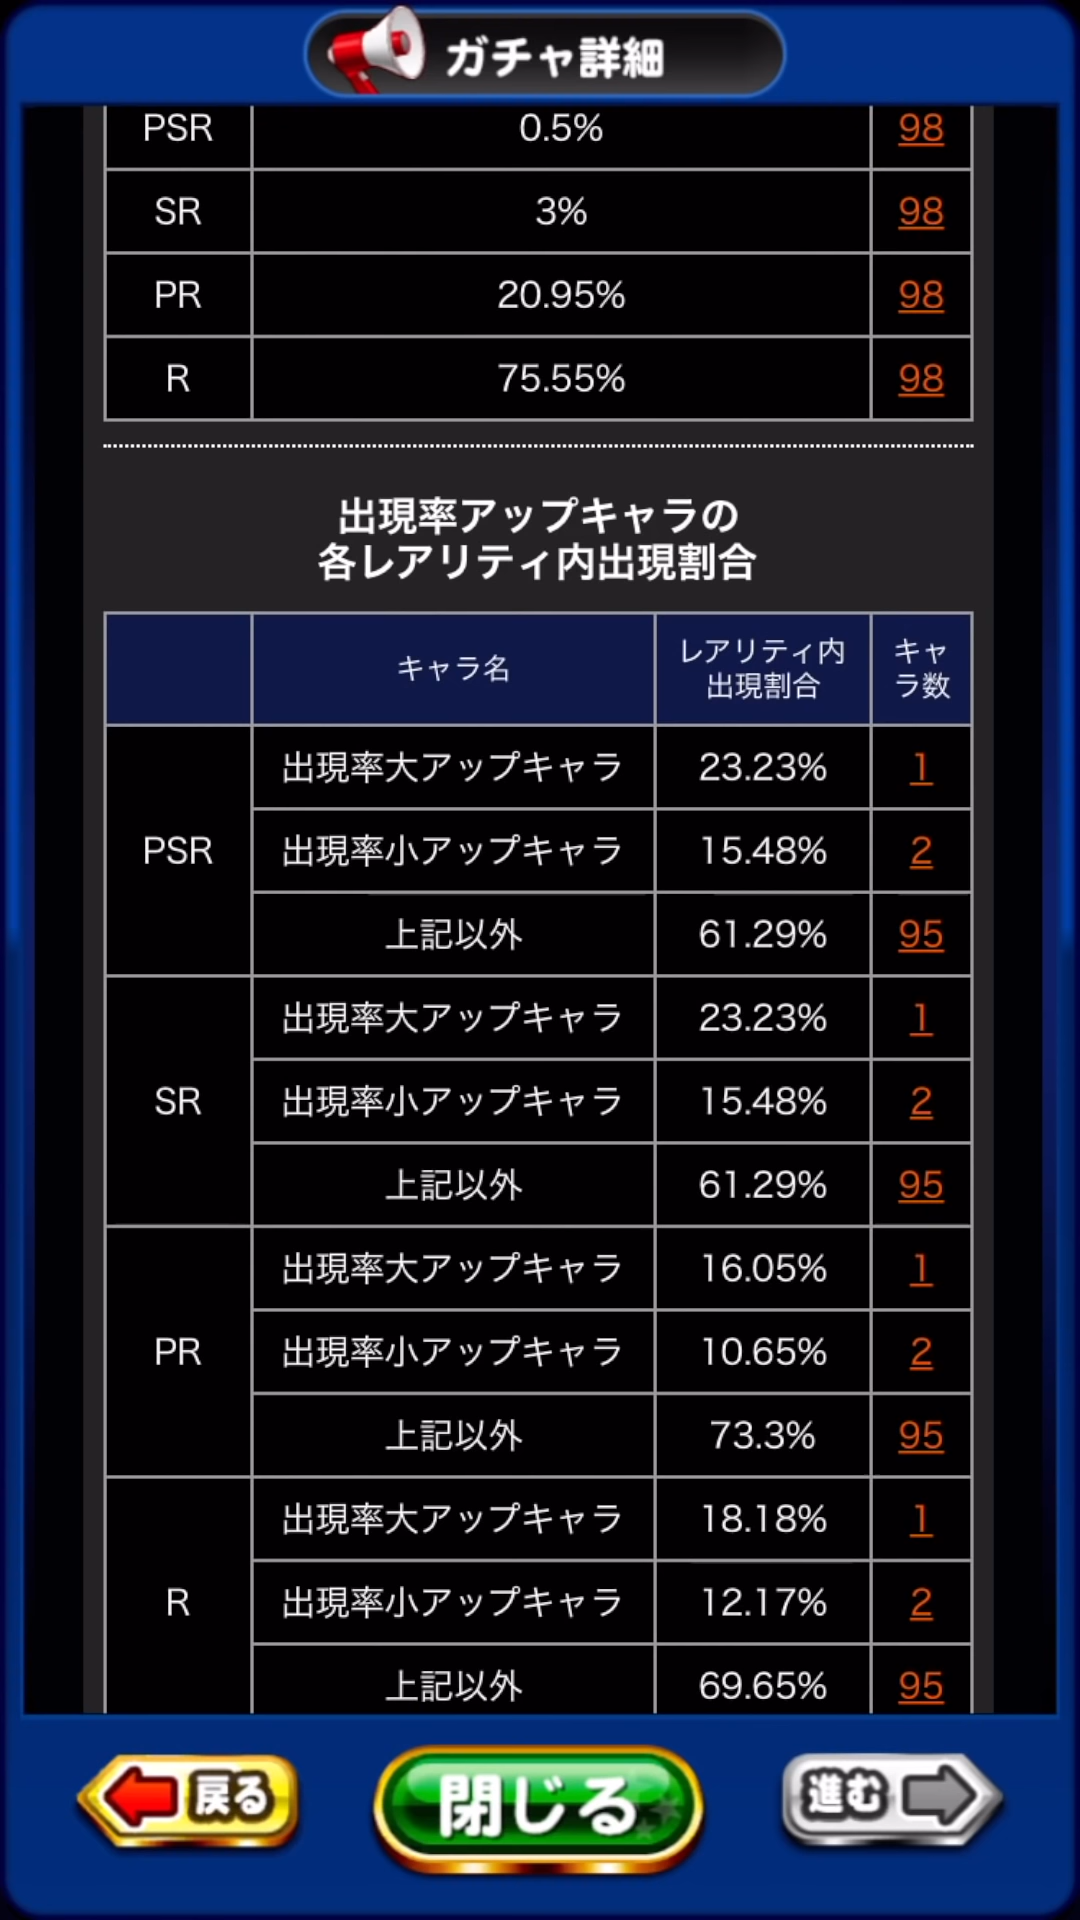 ガチャ詳細
PSR 0.5% 98
SR 3% 98
PR 20.95% 98
R 75.55% 98
出現率アップキャラの
各レアリティ内出現割合
キャラ名 レアリティ内出現割合 キャラ数
PSR 出現率大アップキャラ 23.23% 1
出現率小アップキャラ 15.48% 2
上記以外 61.29% 95
SR 出現率大アップキャラ 23.23% 1
出現率小アップキャラ 15.48% 2
上記以外 61.29% 95
PR 出現率大アップキャラ 16.05% 1
出現率小アップキャラ 10.65% 2
上記以外 73.3% 95
R 出現率大アップキャラ 18.18% 1
出現率小アップキャラ 12.17% 2
上記以外 69.65% 95
戻る 閉じる 進む